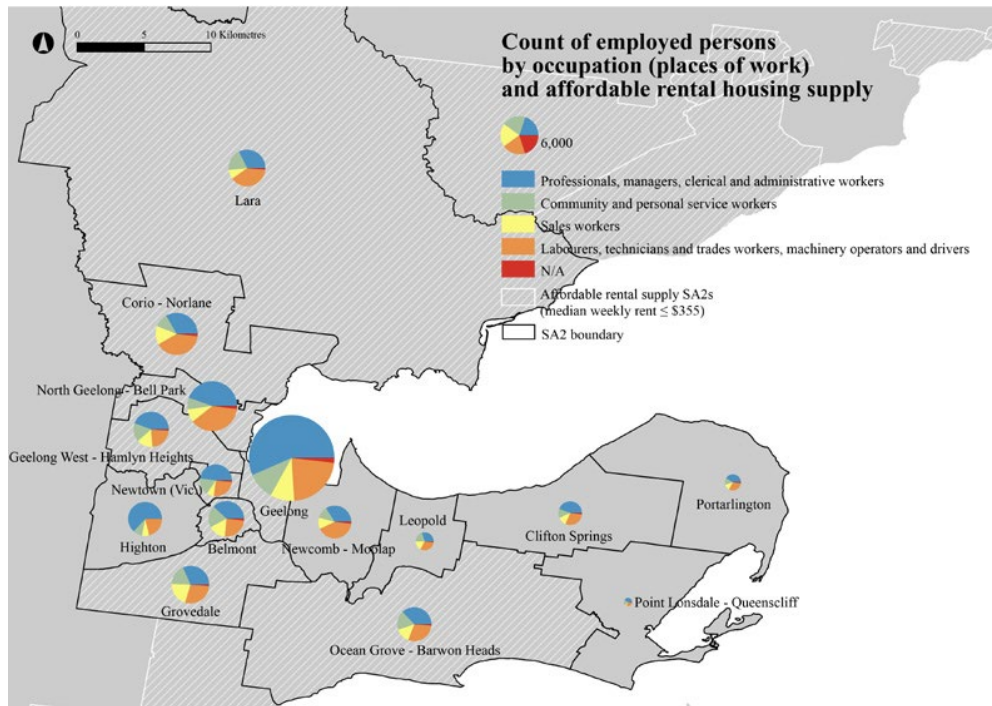 0 5 10 Kilometres
Count of employed persons
by occupation (places of work)
and affordable rental housing supply
6,000
Professionals, managers, clerical and administrative workers
Community and personal service workers
Sales workers
Labourers, technicians and trades workers, machinery operators and drivers
N/A
Affordable rental supply SA2s
(median weekly rent ≤ $355)
SA2 boundary
Lara
Corio - Norlane
North Geelong - Bell Park
Geelong West - Hamlyn Heights
Newtown (Vic.)
Geelong
Highton
Belmont
Newcomb - Moolap
Leopold
Clifton Springs
Portarlington
Grovedale
Point Lonsdale - Queenscliff
Ocean Grove - Barwon Heads